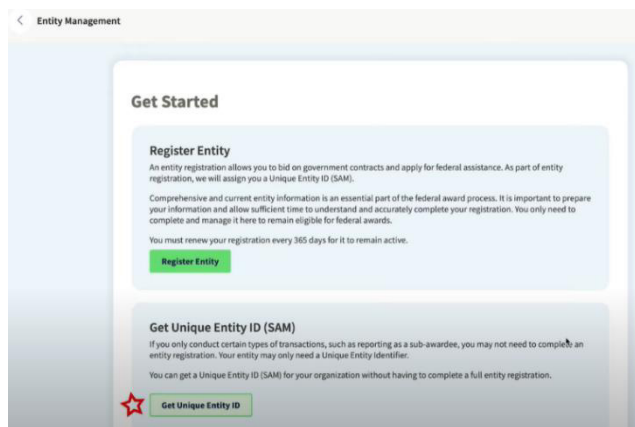 Entity Management
Get Started
Register Entity
An entity registration allows you to bid on government contracts and apply for federal assistance. As part of entity
registration, we will assign you a Unique Entity ID (SAM).
Comprehensive and current entity information is an essential part of the federal award process. It is important to prepare
your information and allow sufficient time to understand and accurately complete your registration. You only need to
complete and manage it here to remain eligible for federal awards.
You must renew your registration every 365 days for it to remain active.
Register Entity
Get Unique Entity ID (SAM)
If you only conduct certain types of transactions, such as reporting as a sub-awardee, you may not need to complete an
entity registration. Your entity may only need a Unique Entity Identifier.
You can get a Unique Entity ID (SAM) for your organization without having to complete a full entity registration.
Get Unique Entity ID